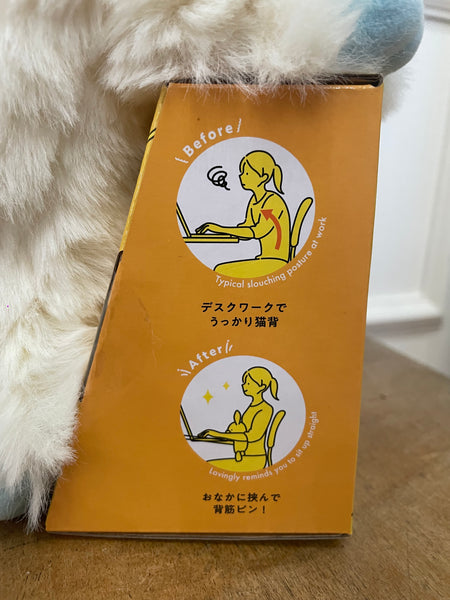 Before
Typical slouching posture at work
デスクワークで
うっかり猫背
After
Lovingly reminds you to sit up straight
おなかに挟んで
背筋ピン！